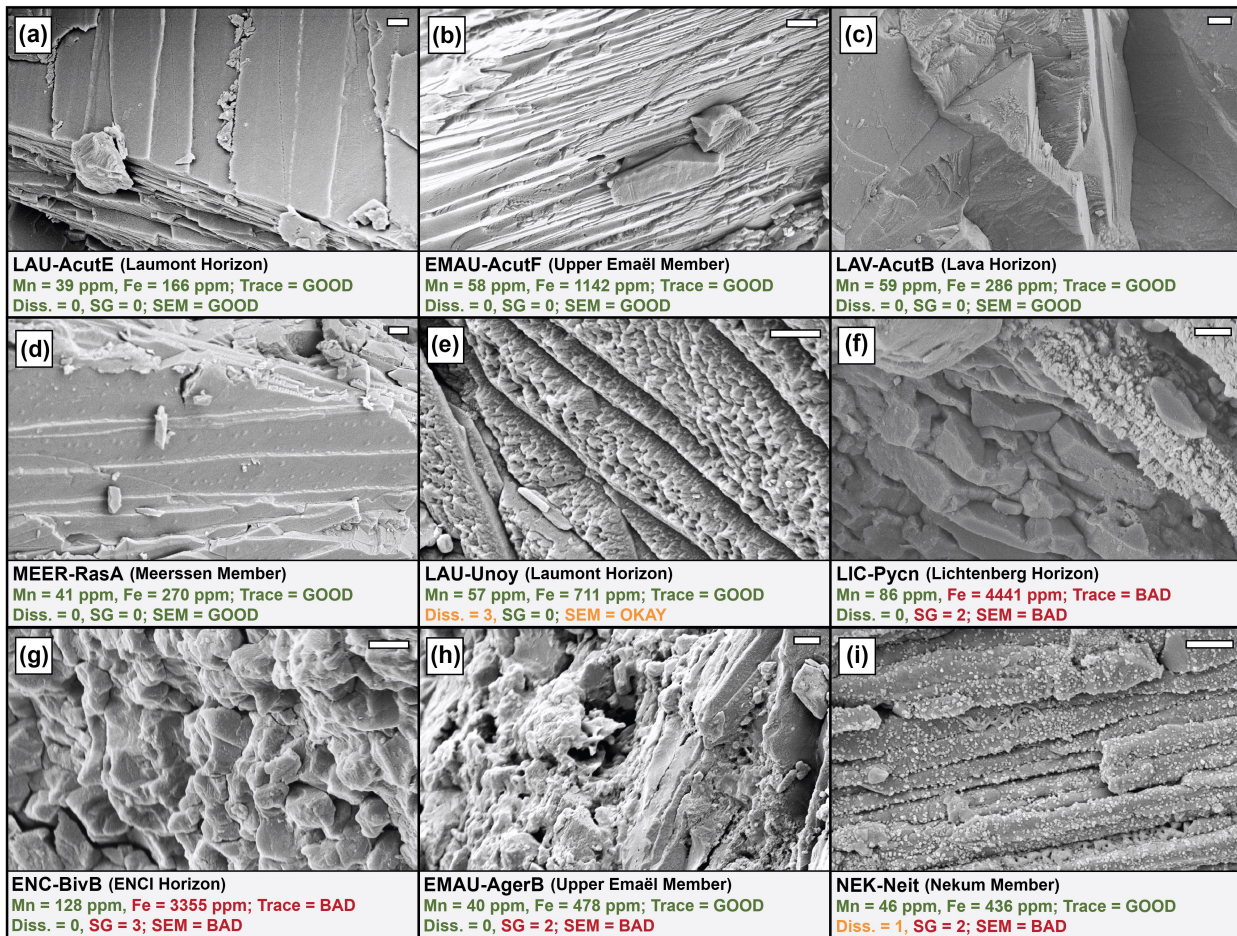 (a)
LAU-AcutE (Laumont Horizon)
Mn = 39 ppm, Fe = 166 ppm; Trace = GOOD
Diss. = 0, SG = 0; SEM = GOOD
(b)
EMAU-AcutF (Upper Emaël Member)
Mn = 58 ppm, Fe = 1142 ppm; Trace = GOOD
Diss. = 0, SG = 0; SEM = GOOD
(c)
LAV-AcutB (Lava Horizon)
Mn = 59 ppm, Fe = 286 ppm; Trace = GOOD
Diss. = 0, SG = 0; SEM = GOOD
(d)
MEER-RasA (Meerssen Member)
Mn = 41 ppm, Fe = 270 ppm; Trace = GOOD
Diss. = 0, SG = 0; SEM = GOOD
(e)
LAU-Unoy (Laumont Horizon)
Mn = 57 ppm, Fe = 711 ppm; Trace = GOOD
Diss. = 3, SG = 0; SEM = OKAY
(f)
LIC-Pycn (Lichtenberg Horizon)
Mn = 86 ppm, Fe = 4441 ppm; Trace = BAD
Diss. = 0, SG = 2; SEM = BAD
(g)
ENC-BivB (ENCI Horizon)
Mn = 128 ppm, Fe = 3355 ppm; Trace = BAD
Diss. = 0, SG = 3; SEM = BAD
(h)
EMAU-AgerB (Upper Emaël Member)
Mn = 40 ppm, Fe = 478 ppm; Trace = GOOD
Diss. = 0, SG = 2; SEM = BAD
(i)
NEK-Neit (Nekum Member)
Mn = 46 ppm, Fe = 436 ppm; Trace = GOOD
Diss. = 1, SG = 2; SEM = BAD